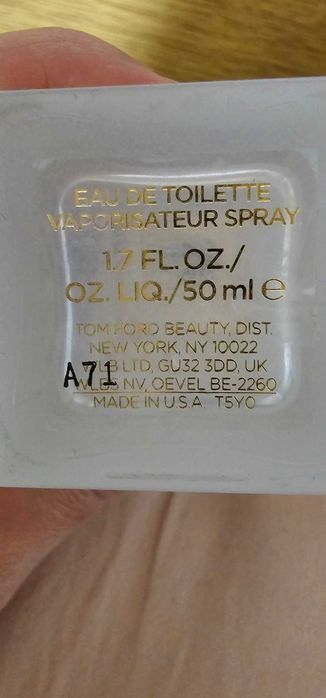 EAU DE TOILETTE
VAPORISATEUR SPRAY
1.7 FL. OZ./
OZ. LIQ./50 ml ℮
TOM FORD BEAUTY, DIST.
NEW YORK, NY 10022
WLB LTD, GU32 3DD, UK
A71
NV, OEVEL BE-2260
MADE IN U.S.A. T5Y0